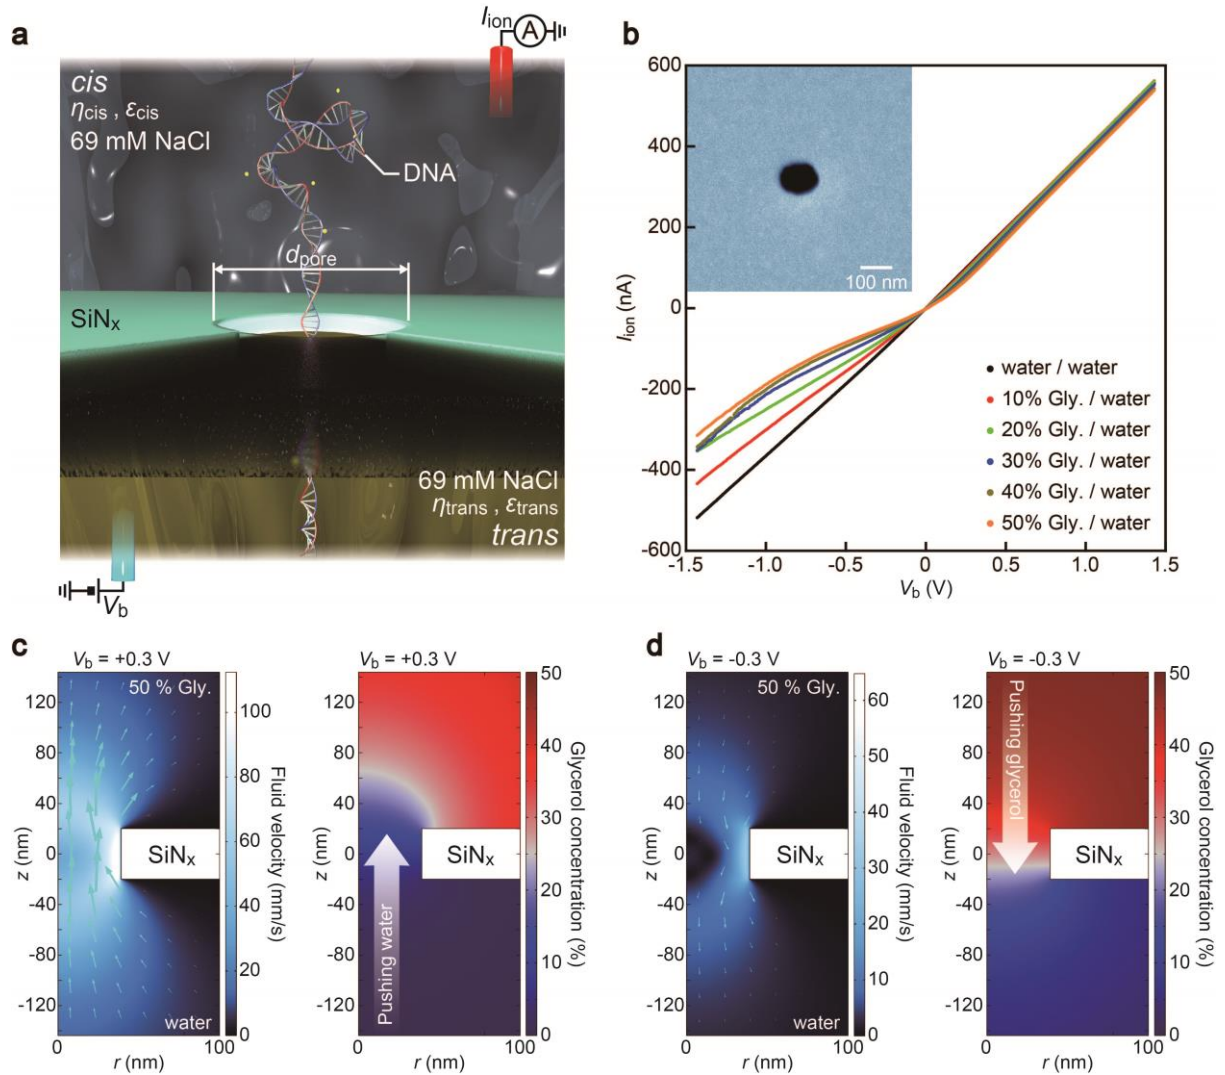 a
I_ion
A
cis
η_cis , ε_cis
69 mM NaCl
DNA
d_pore
SiN_x
69 mM NaCl
η_trans , ε_trans
trans
V_b
b
600
400
200
0
-200
-400
-600
I_ion (nA)
100 nm
water / water
10% Gly. / water
20% Gly. / water
30% Gly. / water
40% Gly. / water
50% Gly. / water
-1.5
-1.0
-0.5
0
0.5
1.0
1.5
V_b (V)
c
V_b = +0.3 V
50 % Gly.
120
80
40
0
-40
-80
-120
z (nm)
SiN_x
water
0
100
r (nm)
100
80
60
40
20
0
Fluid velocity (mm/s)
V_b = +0.3 V
120
80
40
0
-40
-80
-120
z (nm)
SiN_x
Pushing water
0
100
r (nm)
50
40
30
20
10
0
Glycerol concentration (%)
d
V_b = -0.3 V
50 % Gly.
120
80
40
0
-40
-80
-120
z (nm)
SiN_x
water
0
100
r (nm)
60
50
40
30
20
10
0
Fluid velocity (mm/s)
V_b = -0.3 V
Pushing glycerol
120
80
40
0
-40
-80
-120
z (nm)
SiN_x
0
100
r (nm)
50
40
30
20
10
0
Glycerol concentration (%)